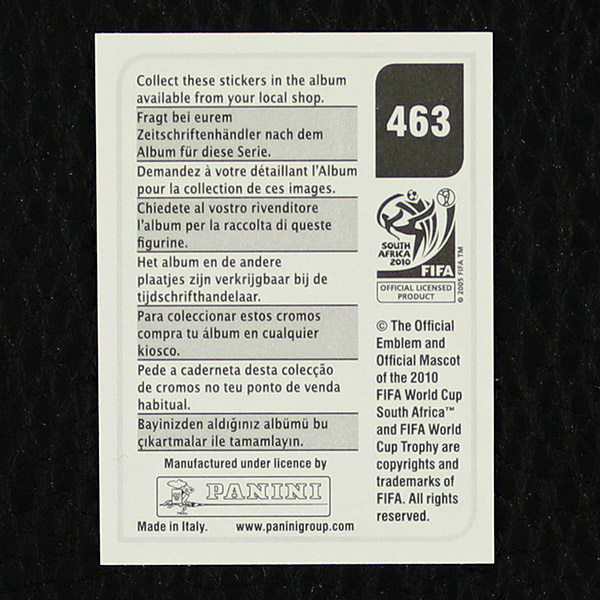 Collect these stickers in the album
available from your local shop.
Fragt bei eurem
Zeitschriftenhändler nach dem
Album für diese Serie.
Demandez à votre détaillant l'Album
pour la collection de ces images.
Chiedete al vostro rivenditore
l'album per la raccolta di queste
figurine.
Het album en de andere
plaatjes zijn verkrijgbaar bij de
tijdschrifthandelaar.
Para coleccionar estos cromos
compra tu álbum en cualquier
kiosco.
Pede a caderneta desta colecção
de cromos no teu ponto de venda
habitual.
Bayinizden aldığınız albümü bu
çıkartmalar ile tamamlayın.
Manufactured under licence by
PANINI
Made in Italy. www.paninigroup.com
463
SOUTH
AFRICA
2010
FIFA
OFFICIAL LICENSED
PRODUCT
© 2005 FIFA TM
© The Official
Emblem and
Official Mascot
of the 2010
FIFA World Cup
South Africa™
and FIFA World
Cup Trophy are
copyrights and
trademarks of
FIFA. All rights
reserved.